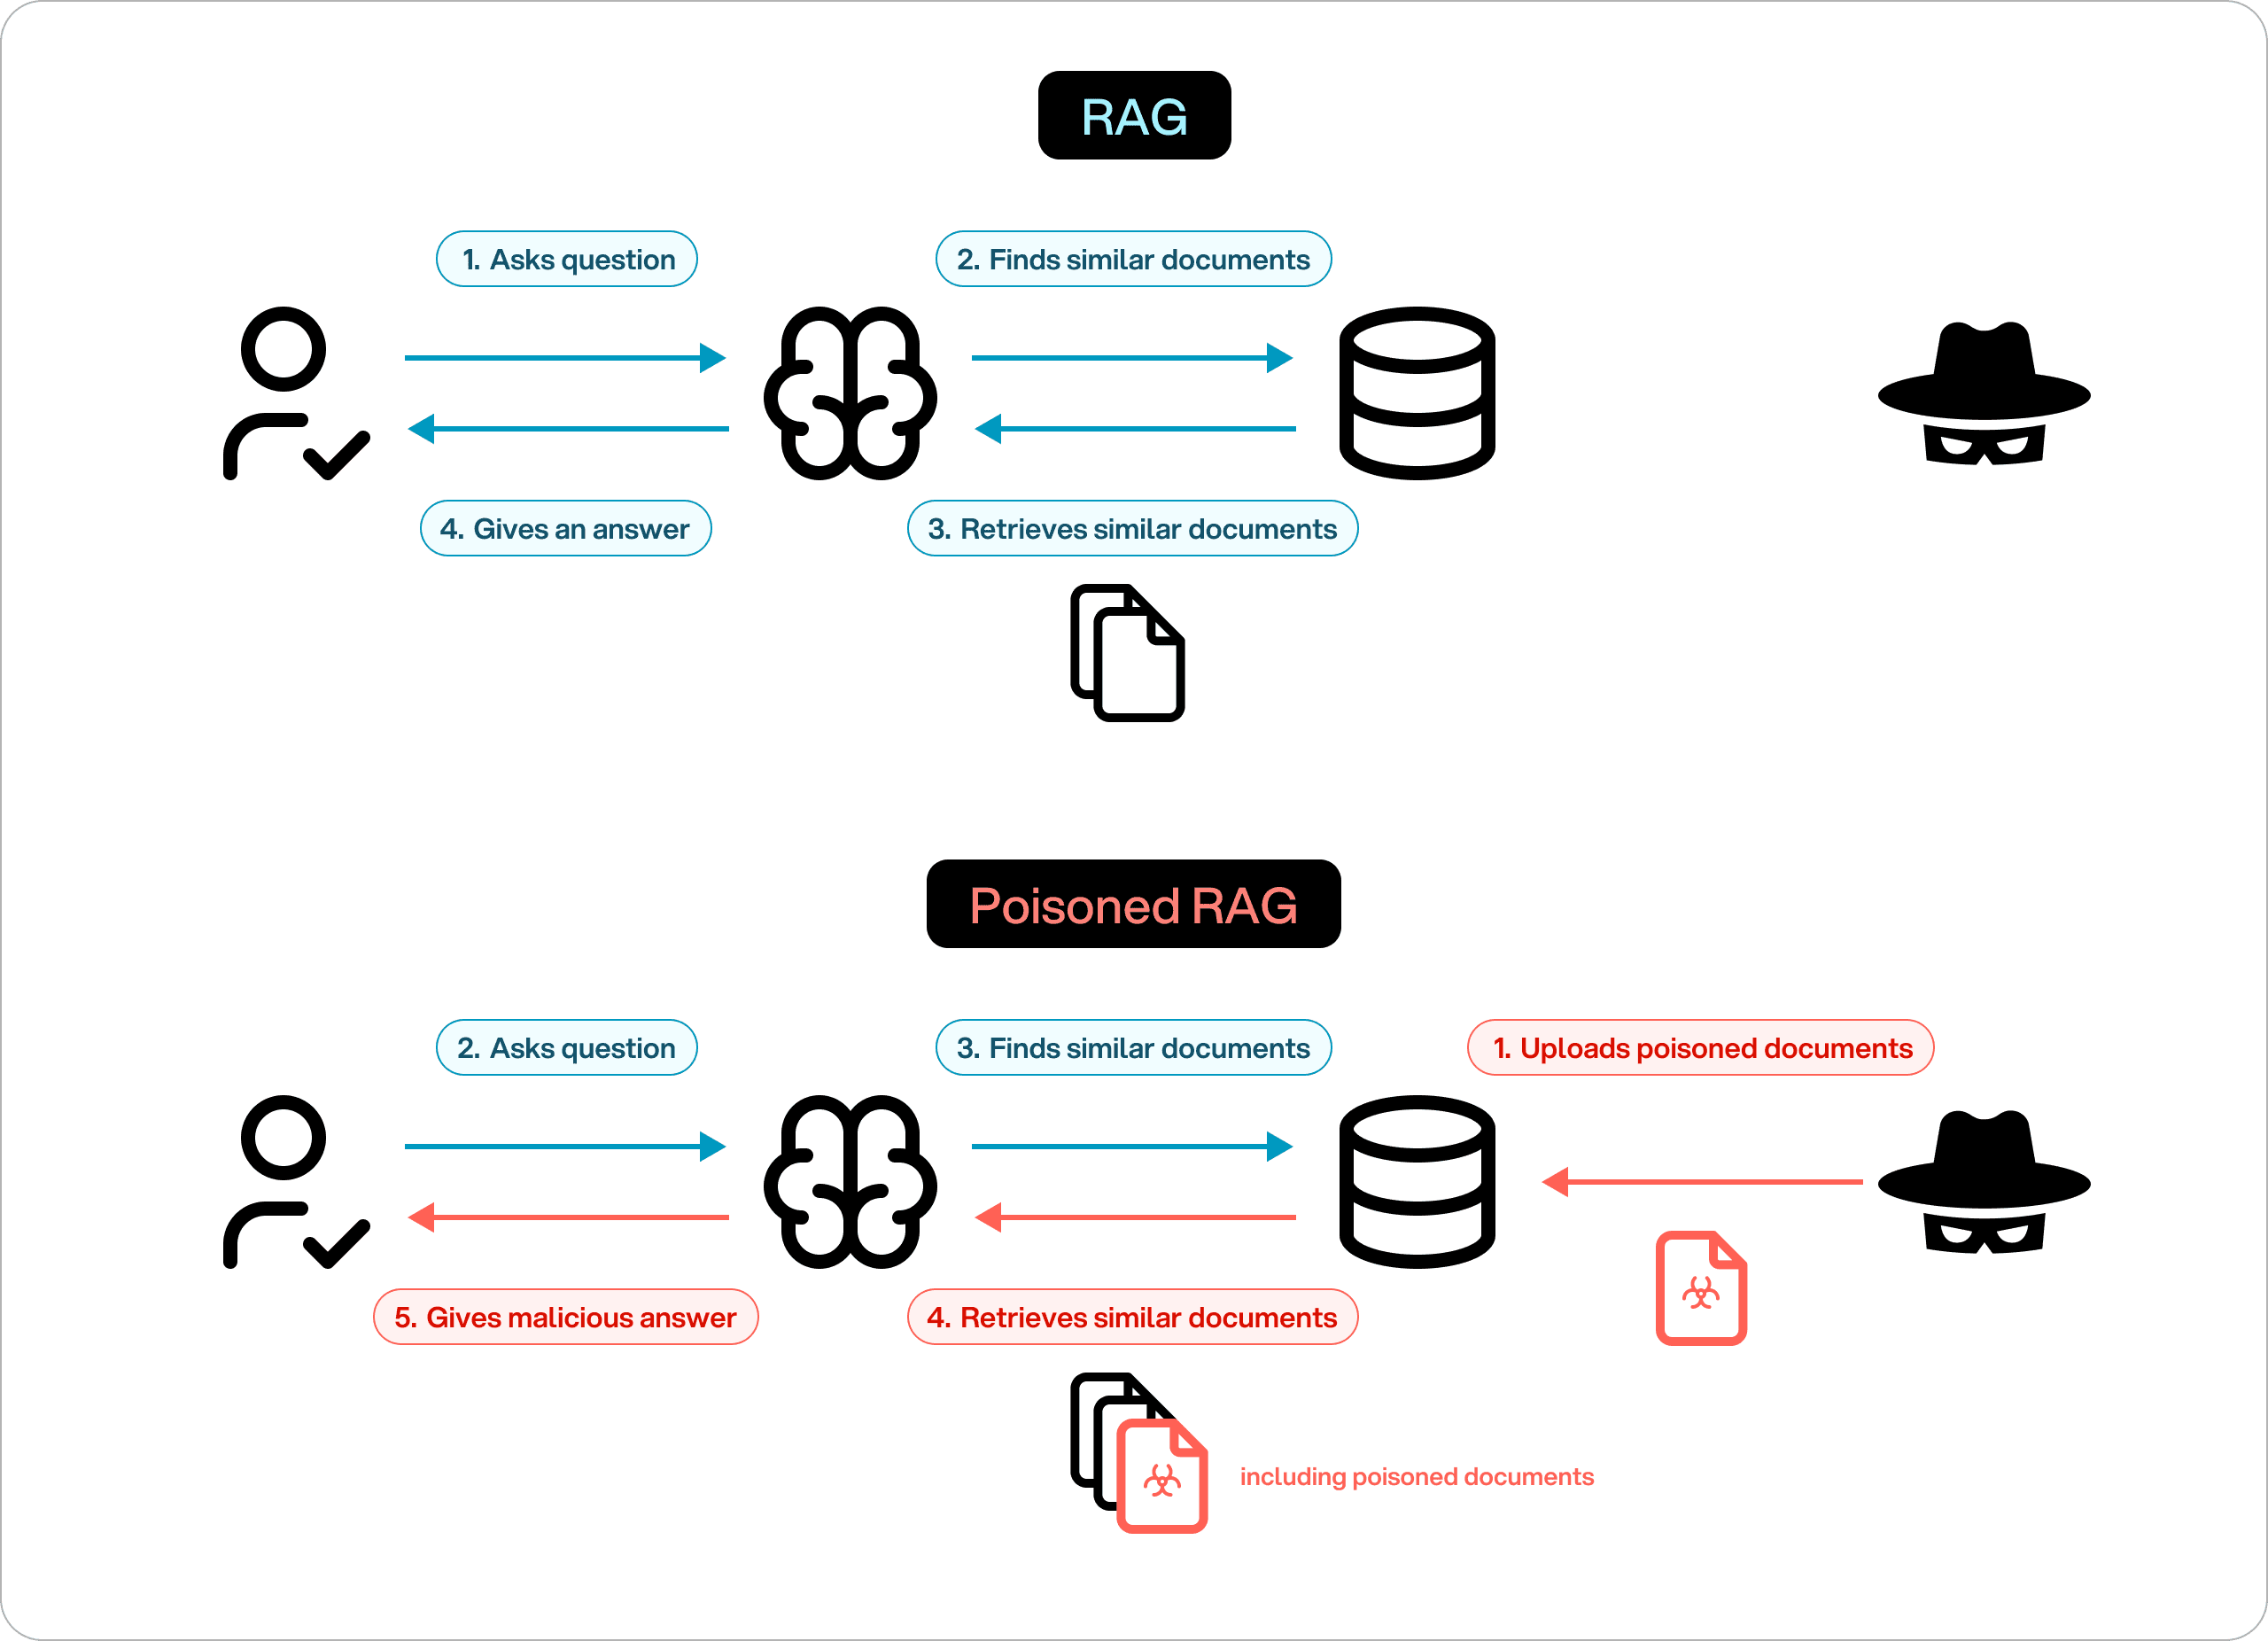 RAG
1. Asks question
2. Finds similar documents
4. Gives an answer
3. Retrieves similar documents
Poisoned RAG
2. Asks question
3. Finds similar documents
1. Uploads poisoned documents
5. Gives malicious answer
4. Retrieves similar documents
including poisoned documents